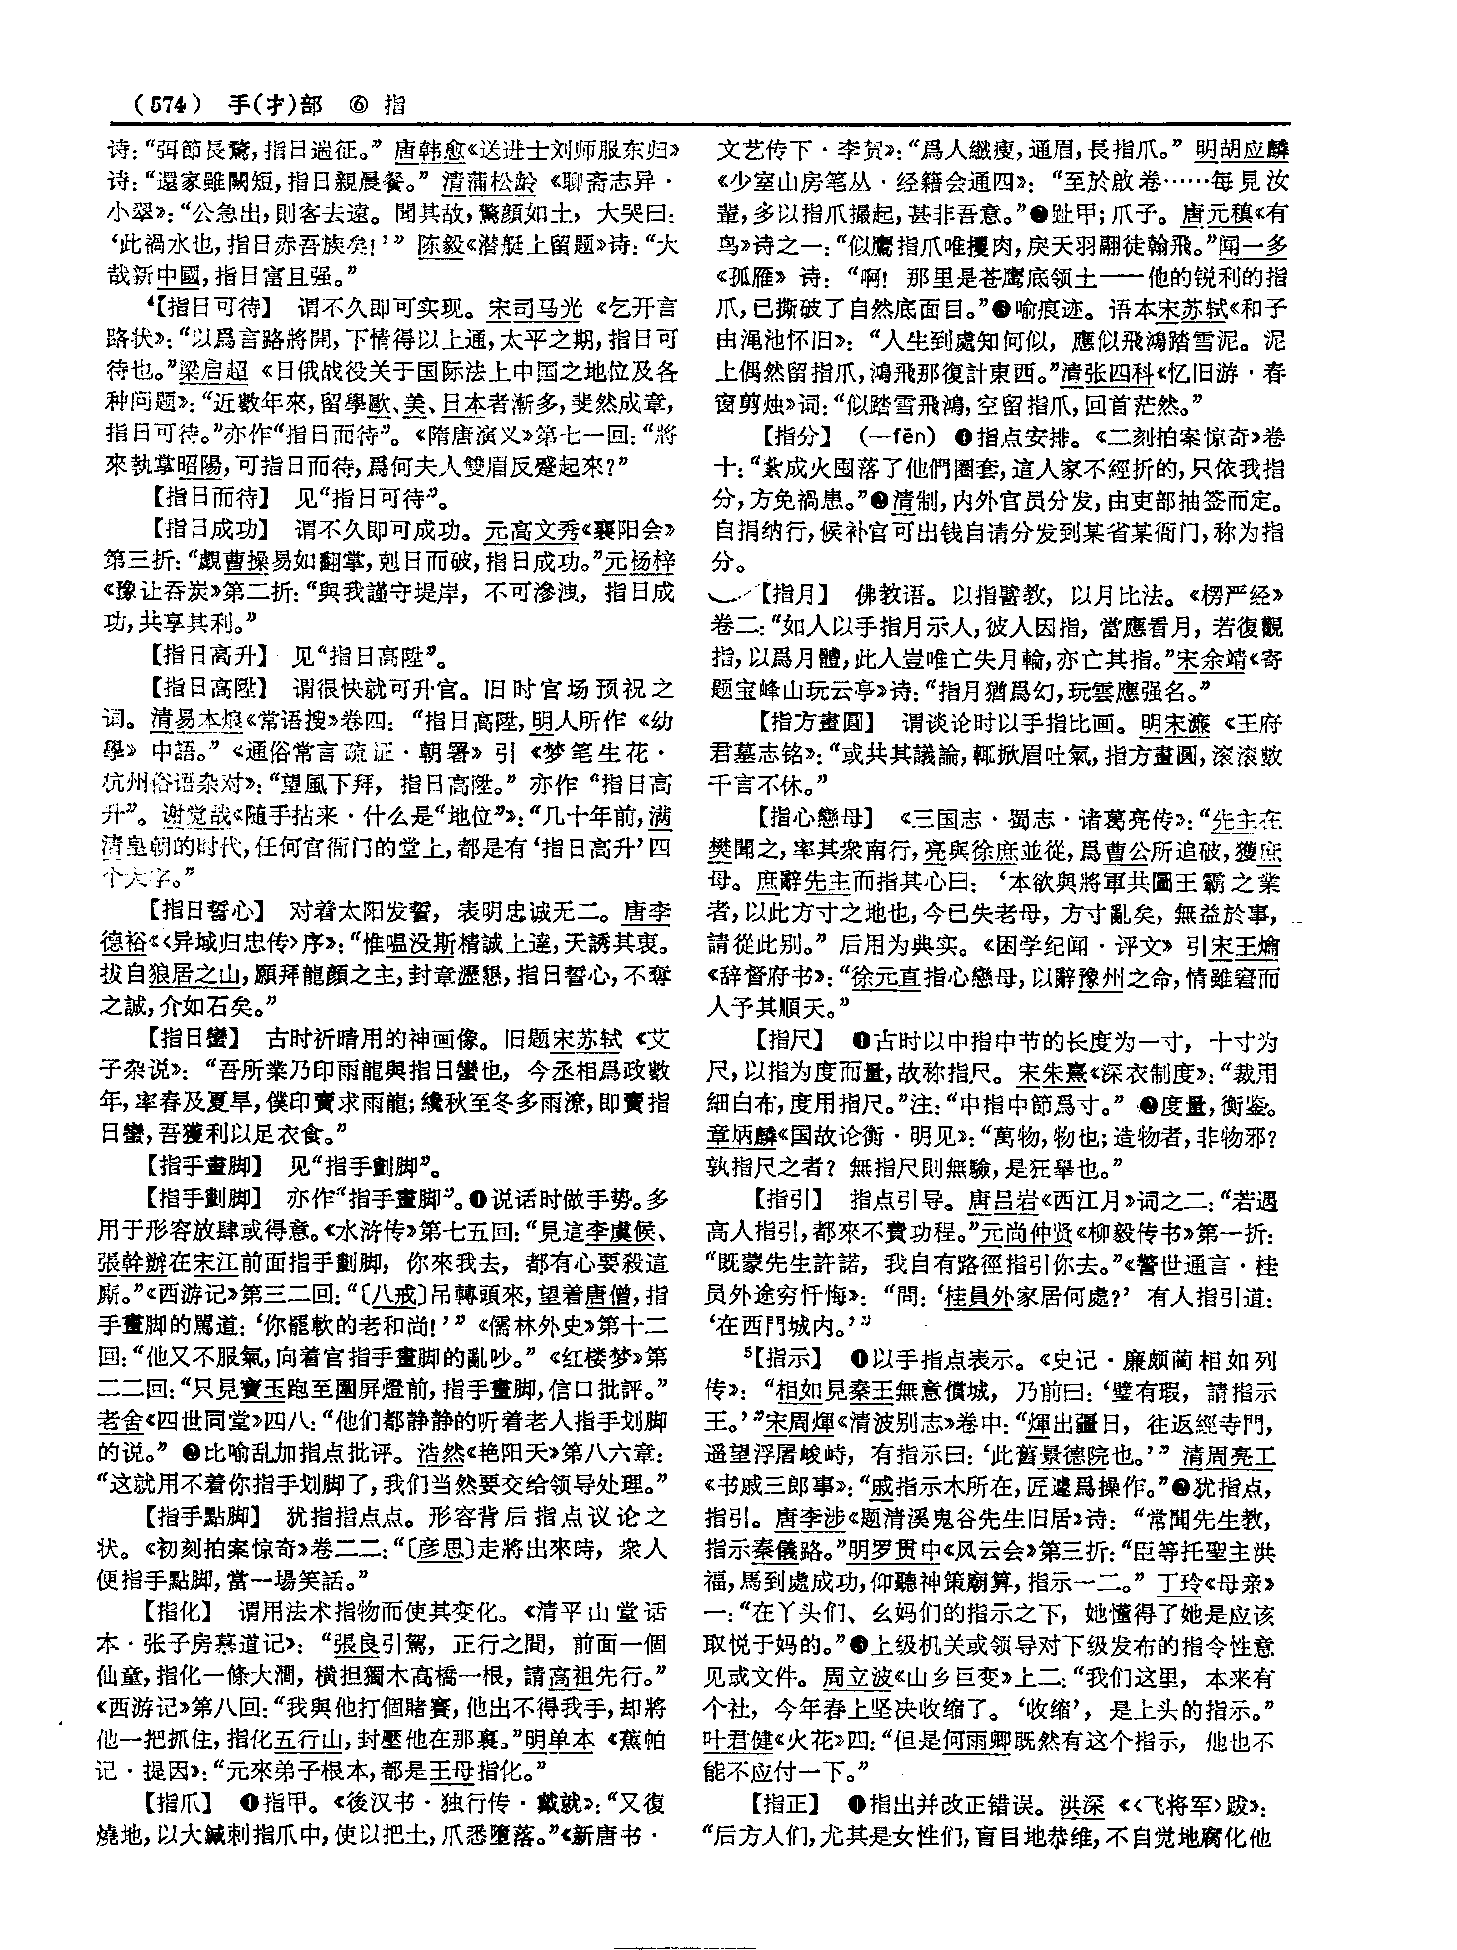 (574) 手(扌)部 ⑥ 指
诗：“弭節長鶩，指日遄征。”唐韩愈《送进士刘师服东归》
诗：“還家雖闕短，指日親晨餐。”清蒲松龄《聊斋志异·
小翠》：“公急出，則客去遠。聞其故，驚顔如土，大哭曰：
‘此禍水也，指日赤吾族矣！’”陈毅《潜艇上留题》诗：“大
哉新中國，指日富且强。”
4【指日可待】 谓不久即可实现。宋司马光《乞开言
路状》：“以爲言路將開，下情得以上通，太平之期，指日可
待也。”梁启超《日俄战役关于国际法上中国之地位及各
种问题》：“近數年來，留學歐、美、日本者漸多，斐然成章，
指日可待。”亦作“指日而待”。《隋唐演义》第七一回：“將
來執掌昭陽，可指日而待，爲何夫人雙眉反蹙起來？”
【指日而待】 见“指日可待”。
【指日成功】 谓不久即可成功。元高文秀《襄阳会》
第三折：“覷曹操易如翻掌，剋日而破，指日成功。”元杨梓
《豫让吞炭》第二折：“與我謹守堤岸，不可滲洩，指日成
功，共享其利。”
【指日高升】 见“指日高陞”。
【指日高陞】 谓很快就可升官。旧时官场预祝之
词。清易本烺《常语搜》卷四：“指日高陞，明人所作《幼
學》中語。”《通俗常言疏证·朝署》引《梦笔生花·
杭州俗语杂对》：“望風下拜，指日高陞。”亦作“指日高
升”。谢觉哉《随手拈来·什么是“地位”》：“几十年前，满
清皇朝的时代，任何官衙门的堂上，都是有‘指日高升’四
个大字。”
【指日誓心】 对着太阳发誓，表明忠诚无二。唐李
德裕《〈异域归忠传〉序》：“惟嗢没斯精誠上達，天誘其衷。
拔自狼居之山，願拜龍顔之主，封章瀝懇，指日誓心，不奪
之誠，介如石矣。”
【指日蠻】 古时祈晴用的神画像。旧题宋苏轼《艾
子杂说》：“吾所業乃印雨龍與指日蠻也，今丞相爲政數
年，率春及夏旱，僕印賣求雨龍；纔秋至冬多雨潦，即賣指
日蠻，吾獲利以足衣食。”
【指手畫脚】 见“指手劃脚”。
【指手劃脚】 亦作“指手畫脚”。❶说话时做手势。多
用于形容放肆或得意。《水浒传》第七五回：“見這李虞候、
張幹辦在宋江前面指手劃脚，你來我去，都有心要殺這
廝。”《西游记》第三二回：“〔八戒〕吊轉頭來，望着唐僧，指
手畫脚的駡道：‘你罷軟的老和尚！’”《儒林外史》第十二
回：“他又不服氣，向着官指手畫脚的亂吵。”《红楼梦》第
二二回：“只見寶玉跑至圍屏燈前，指手畫脚，信口批評。”
老舍《四世同堂》四八：“他们都静静的听着老人指手划脚
的说。”❷比喻乱加指点批评。浩然《艳阳天》第八六章：
“这就用不着你指手划脚了，我们当然要交给领导处理。”
【指手點脚】 犹指指点点。形容背后指点议论之
状。《初刻拍案惊奇》卷二二：“〔彦思〕走將出來時，衆人
便指手點脚，當一場笑話。”
【指化】 谓用法术指物而使其变化。《清平山堂话
本·张子房慕道记》：“張良引駕，正行之間，前面一個
仙童，指化一條大澗，横担獨木高橋一根，請高祖先行。”
《西游记》第八回：“我與他打個賭賽，他出不得我手，却將
他一把抓住，指化五行山，封壓他在那裏。”明单本《蕉帕
记·提因》：“元來弟子根本，都是王母指化。”
【指爪】 ❶指甲。《後汉书·独行传·戴就》：“又復
燒地，以大鍼刺指爪中，使以把土，爪悉墮落。”《新唐书·
文艺传下·李贺》：“爲人纖瘦，通眉，長指爪。”明胡应麟
《少室山房笔丛·经籍会通四》：“至於啟卷……每見汝
輩，多以指爪撮起，甚非吾意。”❷趾甲；爪子。唐元稹《有
鸟》诗之一：“似鷹指爪唯攫肉，戾天羽翮徒翰飛。”闻一多
《孤雁》诗：“啊！那里是苍鹰底领土——他的锐利的指
爪，已撕破了自然底面目。”❸喻痕迹。语本宋苏轼《和子
由渑池怀旧》：“人生到處知何似，應似飛鴻踏雪泥。泥
上偶然留指爪，鴻飛那復計東西。”清张四科《忆旧游·春
窗剪烛》词：“似踏雪飛鴻，空留指爪，回首茫然。”
【指分】 （—fēn）❶指点安排。《二刻拍案惊奇》卷
十：“紥成火囤落了他們圈套，這人家不經折的，只依我指
分，方免禍患。”❷清制，内外官员分发，由吏部抽签而定。
自捐纳行，候补官可出钱自请分发到某省某衙门，称为指
分。
【指月】 佛教语。以指譬教，以月比法。《楞严经》
卷二：“如人以手指月示人，彼人因指，當應看月，若復觀
指，以爲月體，此人豈唯亡失月輪，亦亡其指。”宋余靖《寄
题宝峰山玩云亭》诗：“指月猶爲幻，玩雲應强名。”
【指方畫圓】 谓谈论时以手指比画。明宋濂《王府
君墓志铭》：“或共其議論，輒掀眉吐氣，指方畫圓，滚滚数
千言不休。”
【指心戀母】 《三国志·蜀志·诸葛亮传》：“先主在
樊聞之，率其衆南行，亮與徐庶並從，爲曹公所追破，獲庶
母。庶辭先主而指其心曰：‘本欲與將軍共圖王霸之業
者，以此方寸之地也，今已失老母，方寸亂矣，無益於事，
請從此别。”后用为典实。《困学纪闻·评文》引宋王爚
《辞督府书》：“徐元直指心戀母，以辭豫州之命，情雖窘而
人予其順天。”
【指尺】 ❶古时以中指中节的长度为一寸，十寸为
尺，以指为度而量，故称指尺。宋朱熹《深衣制度》：“裁用
細白布，度用指尺。”注：“中指中節爲寸。”❷度量，衡鉴。
章炳麟《国故论衡·明见》：“萬物，物也；造物者，非物邪？
孰指尺之者？無指尺則無驗，是狂舉也。”
【指引】 指点引导。唐吕岩《西江月》词之二：“若遇
高人指引，都來不費功程。”元尚仲贤《柳毅传书》第一折：
“既蒙先生許諾，我自有路徑指引你去。”《警世通言·桂
员外途穷忏悔》：“問：‘桂員外家居何處？’有人指引道：
‘在西門城内。’”
5【指示】 ❶以手指点表示。《史记·廉颇蔺相如列
传》：“相如見秦王無意償城，乃前曰：‘璧有瑕，請指示
王。’”宋周煇《清波别志》卷中：“煇出疆日，往返經寺門，
遥望浮屠峻峙，有指示曰：‘此舊景德院也。’”清周亮工
《书戚三郎事》：“戚指示木所在，匠遽爲操作。”❷犹指点，
指引。唐李涉《题清溪鬼谷先生旧居》诗：“常聞先生教，
指示秦儀路。”明罗贯中《风云会》第三折：“臣等托聖主洪
福，馬到處成功，仰聽神策廟算，指示一二。”丁玲《母亲》
一：“在丫头们、幺妈们的指示之下，她懂得了她是应该
取悦于妈的。”❸上级机关或领导对下级发布的指令性意
见或文件。周立波《山乡巨变》上二：“我们这里，本来有
个社，今年春上坚决收缩了。‘收缩’，是上头的指示。”
叶君健《火花》四：“但是何雨卿既然有这个指示，他也不
能不应付一下。”
【指正】 ❶指出并改正错误。洪深《〈飞将军〉跋》：
“后方人们，尤其是女性们，盲目地恭维，不自觉地腐化他